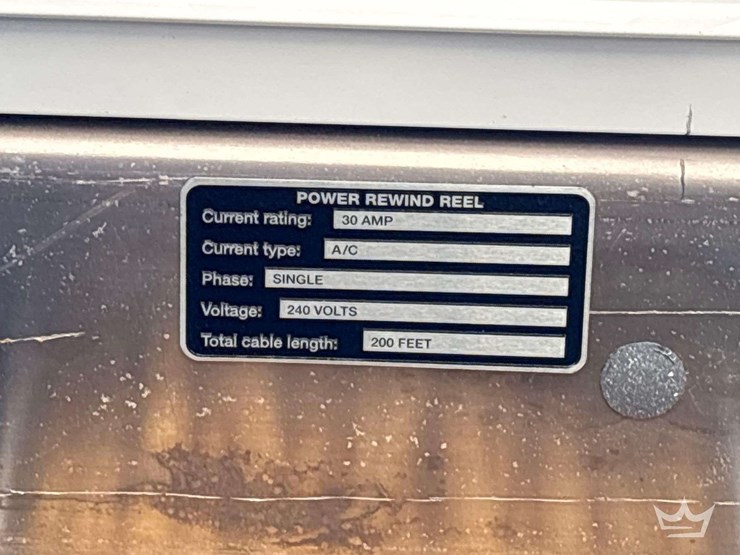 POWER REWIND REEL
Current rating: 30 AMP
Current type: A/C
Phase: SINGLE
Voltage: 240 VOLTS
Total cable length: 200 FEET